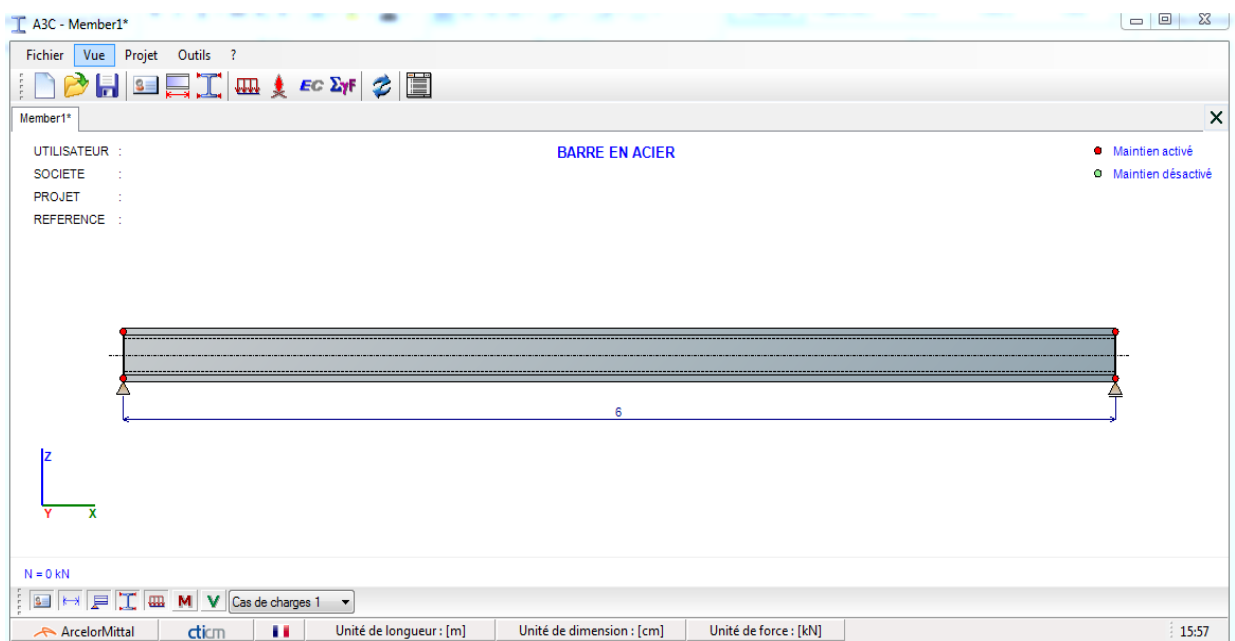 A3C - Member1*
Fichier Vue Projet Outils ?
EC ΣγF
Member1*
UTILISATEUR :
BARRE EN ACIER
Maintien activé
SOCIETE :
Maintien désactivé
PROJET :
REFERENCE :
6
Z
Y X
N = 0 kN
M V Cas de charges 1
ArcelorMittal cticm Unité de longueur : [m] Unité de dimension : [cm] Unité de force : [kN] 15:57